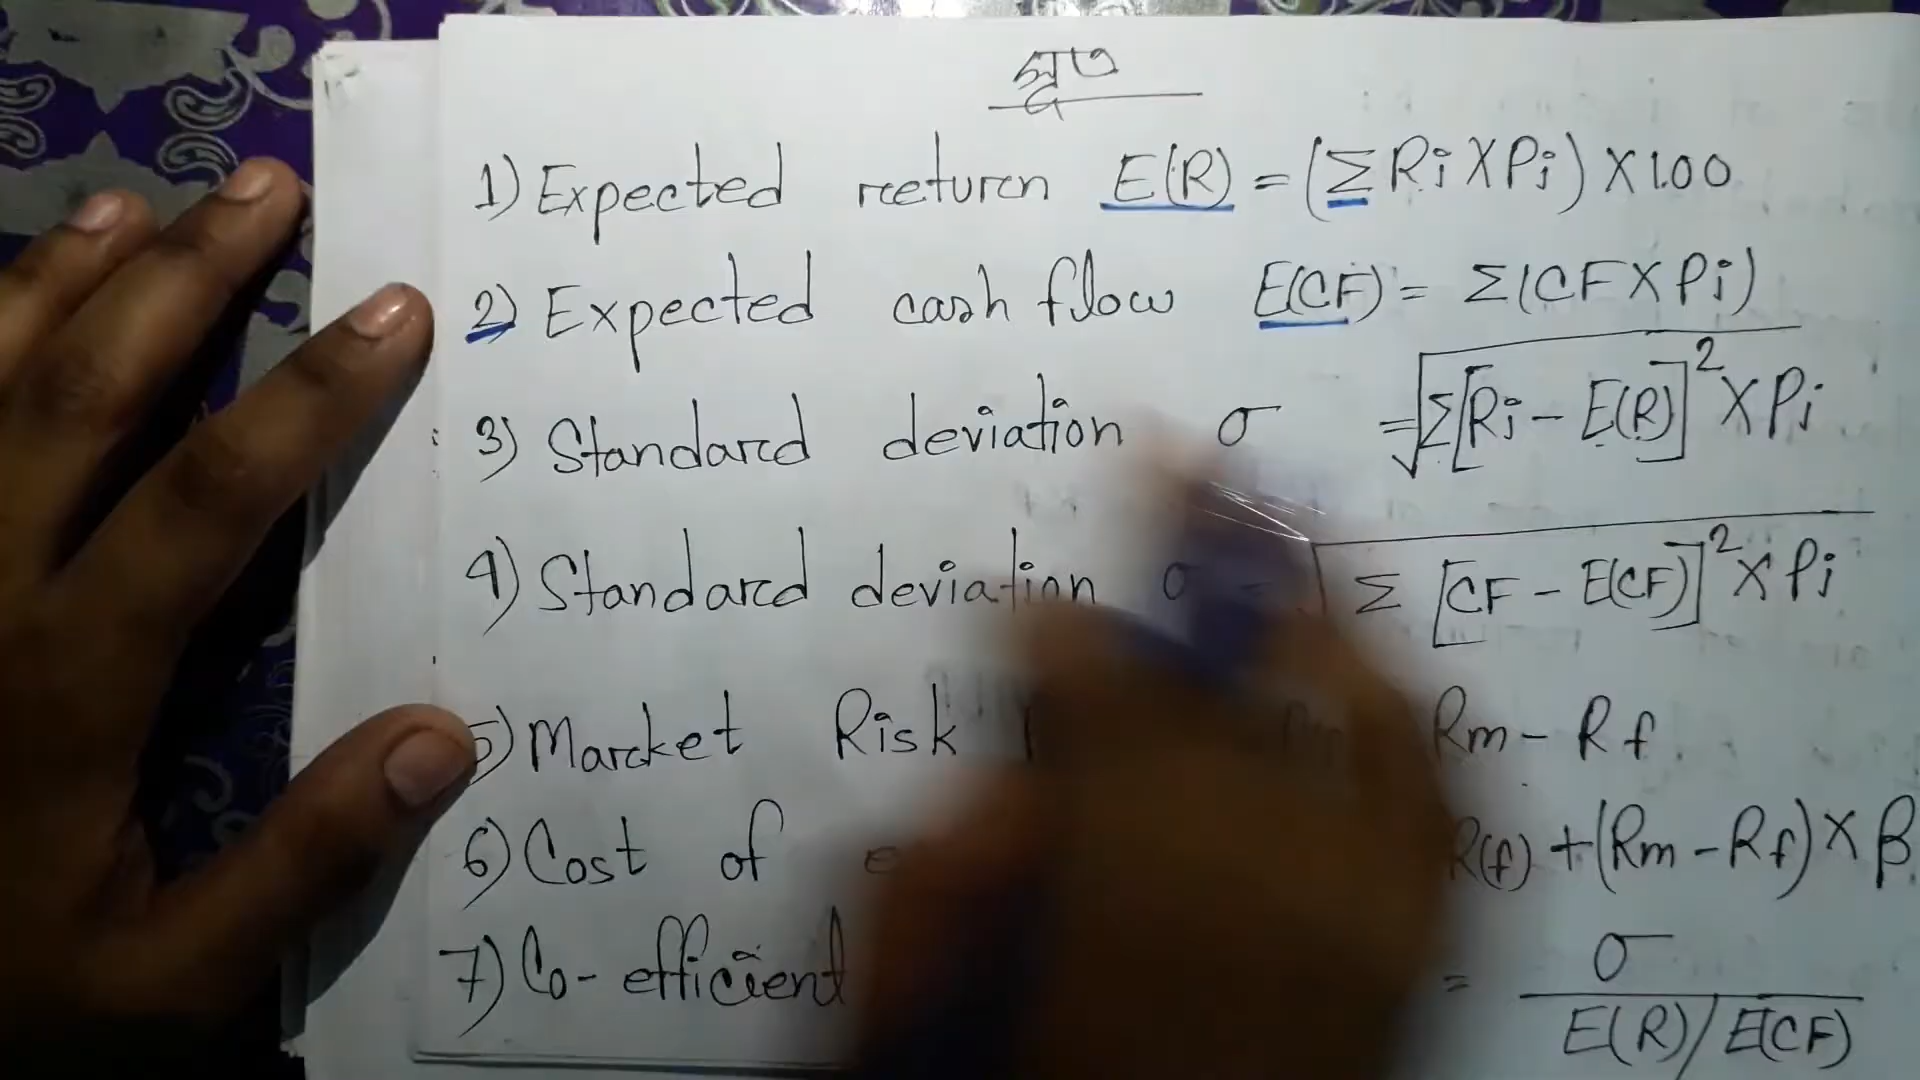 সূত্র
1) Expected return E(R) = (Σ Ri X Pi) X 100
2) Expected cash flow E(CF) = Σ(CF X Pi)
3) Standard deviation σ = √Σ[Ri - E(R)]² X Pi
4) Standard deviation σ = √Σ [CF - E(CF)]² X Pi
5) Market Risk Rm - Rf
6) Cost of R(f) + (Rm - Rf) X β
7) Co-efficient = σ / E(R)/E(CF)